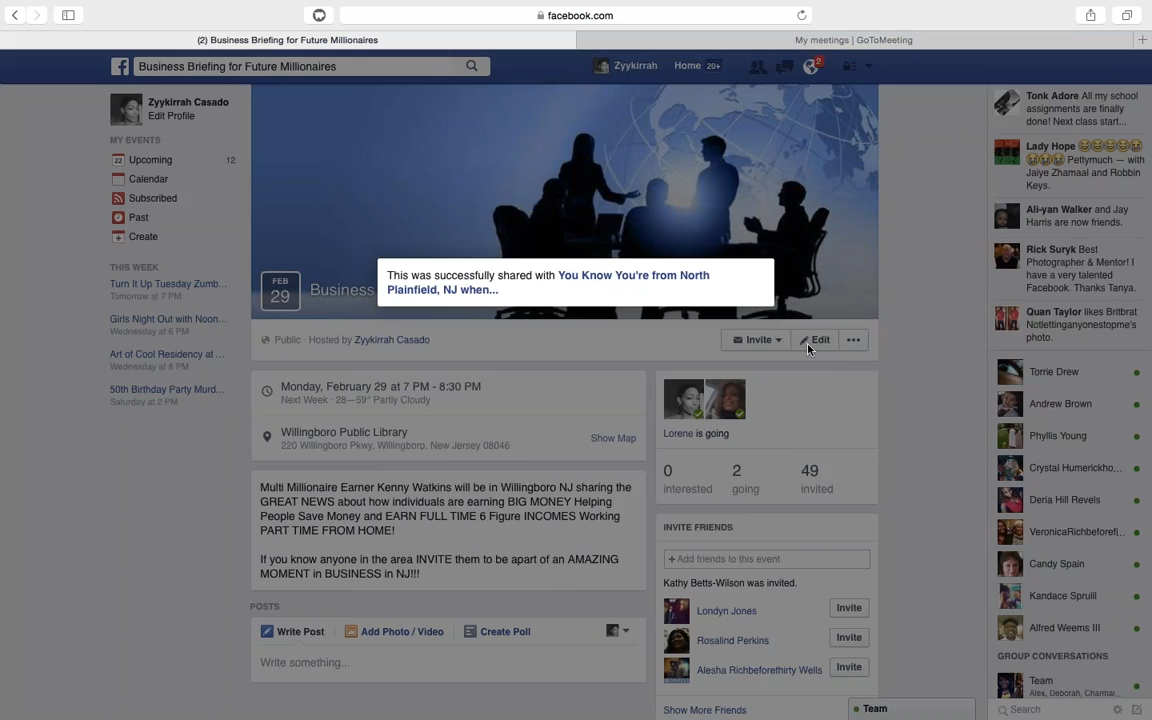 facebook.com
(2) Business Briefing for Future Millionaires
My meetings | GoToMeeting
Business Briefing for Future Millionaires
Zyykirrah
Home 20+
2
Zyykirrah Casado
Edit Profile
MY EVENTS
22 Upcoming 12
Calendar
Subscribed
Past
Create
THIS WEEK
Turn It Up Tuesday Zumb...
Tomorrow at 7 PM
Girls Night Out with Noon...
Wednesday at 6 PM
Art of Cool Residency at ...
Wednesday at 8 PM
50th Birthday Party Murd...
Saturday at 2 PM
FEB
29
Business
This was successfully shared with You Know You're from North
Plainfield, NJ when...
Public · Hosted by Zyykirrah Casado
Invite
Edit
Monday, February 29 at 7 PM - 8:30 PM
Next Week · 28—59° Partly Cloudy
Willingboro Public Library
220 Willingboro Pkwy, Willingboro, New Jersey 08046
Show Map
Multi Millionaire Earner Kenny Watkins will be in Willingboro NJ sharing the
GREAT NEWS about how individuals are earning BIG MONEY Helping
People Save Money and EARN FULL TIME 6 Figure INCOMES Working
PART TIME FROM HOME!
If you know anyone in the area INVITE them to be apart of an AMAZING
MOMENT in BUSINESS in NJ!!!
POSTS
Write Post
Add Photo / Video
Create Poll
Write something...
Lorene is going
0 2 49
interested going invited
INVITE FRIENDS
+ Add friends to this event
Kathy Betts-Wilson was invited.
Londyn Jones Invite
Rosalind Perkins Invite
Alesha Richbeforethirty Wells Invite
Show More Friends
Tonk Adore All my school
assignments are finally
done! Next class start...
Lady Hope 😂😂😂😂😂
😭😭😭 Pettymuch — with
Jaiye Zhamaal and Robbin
Keys.
Ali-yan Walker and Jay
Harris are now friends.
Rick Suryk Best
Photographer & Mentor! I
have a very talented
Facebook. Thanks Tanya.
Quan Taylor likes Britbrat
Notlettinganyonestopme's
photo.
Torrie Drew
Andrew Brown
Phyllis Young
Crystal Humerickho...
Deria Hill Revels
VeronicaRichbeforefi...
Candy Spain
Kandace Spruill
Alfred Weems III
GROUP CONVERSATIONS
Team
Alex, Deborah, Charmai...
Team
Search